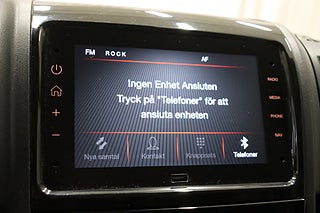 FM ROCK AF
RADIO
Ingen Enhet Ansluten
MEDIA
Tryck på "Telefoner" för att
PHONE
ansluta enheten
NAV
Nya samtal Kontakt Knappsats Telefoner